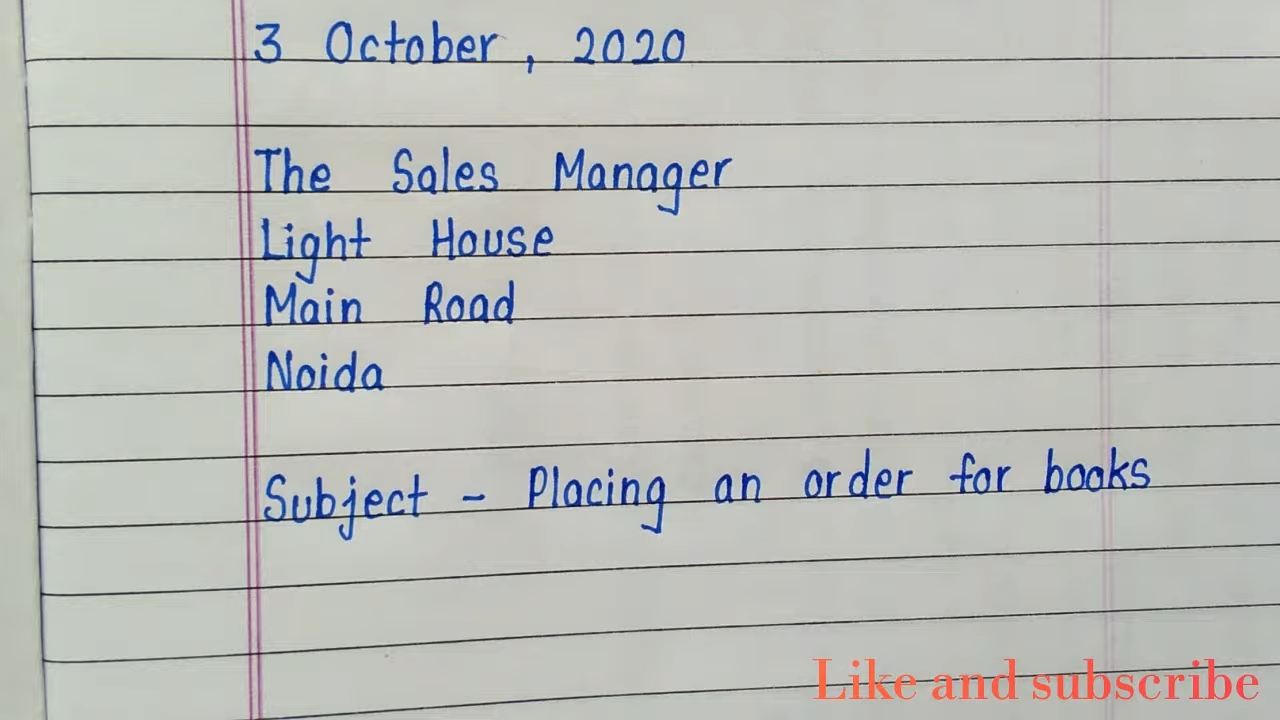 3 October, 2020
The Sales Manager
Light House
Main Road
Noida
Subject - Placing an order for books
Like and subscribe